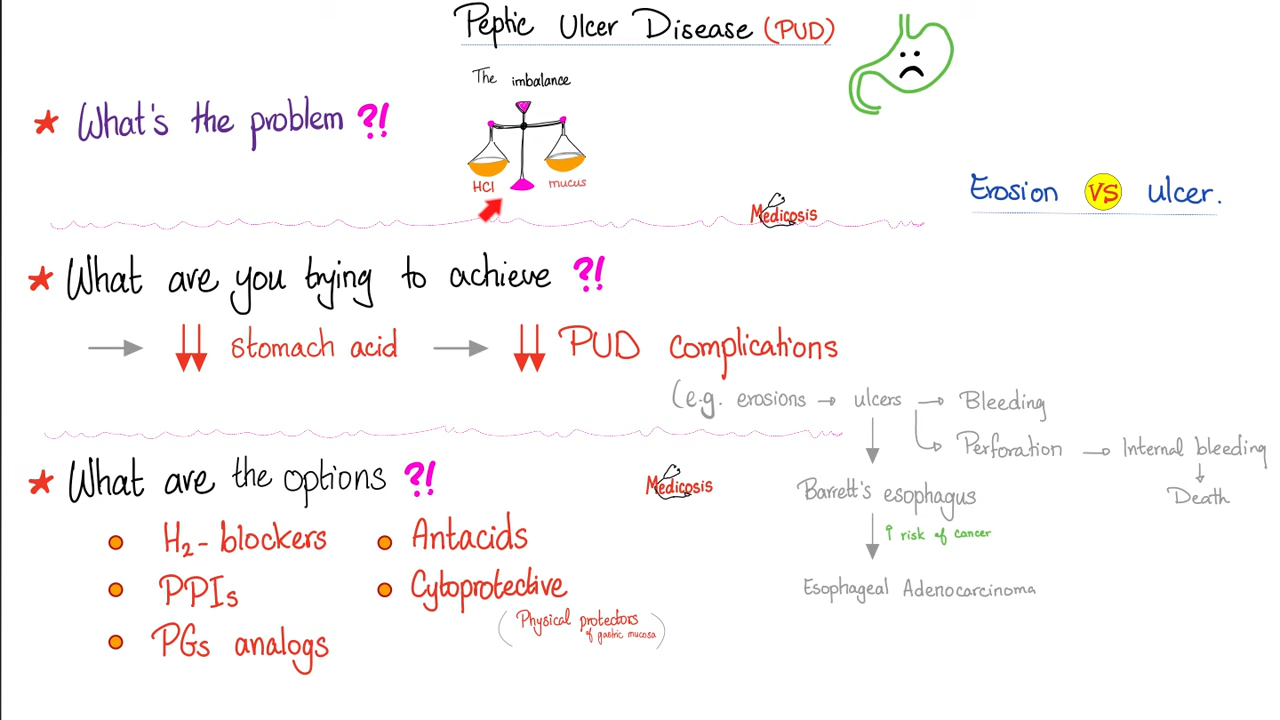 Peptic Ulcer Disease (PUD)
The imbalance
★ What's the problem ?!
HCl
mucus
Erosion VS ulcer.
Medicosis
★ What are you trying to achieve ?!
→ ↓↓ stomach acid → ↓↓ PUD complications
(e.g. erosions → ulcers → Bleeding
Perforation → Internal bleeding
Barrett's esophagus
Death
↑ risk of cancer
Esophageal Adenocarcinoma
★ What are the options ?!
Medicosis
H₂-blockers
PPIs
PGs analogs
Antacids
Cytoprotective
(Physical protectors
of gastric mucosa)